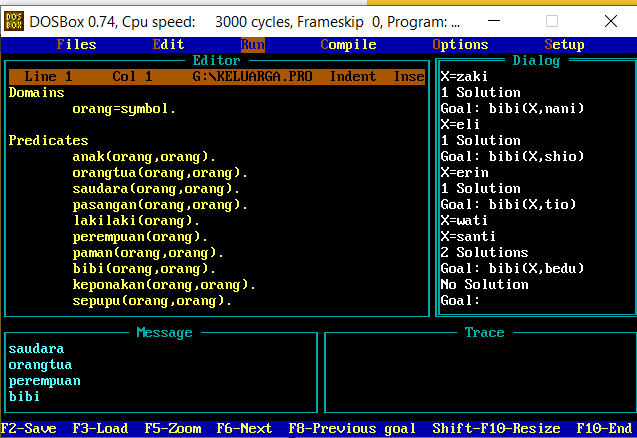 DOSBox 0.74, Cpu speed: 3000 cycles, Frameskip 0, Program: ...
Files Edit Run Compile Options Setup
Editor
Line 1 Col 1 G:\KELUARGA.PRO Indent Inse
Domains
orang=symbol.
Predicates
anak(orang,orang).
orangtua(orang,orang).
saudara(orang,orang).
pasangan(orang,orang).
lakilaki(orang).
perempuan(orang).
paman(orang,orang).
bibi(orang,orang).
keponakan(orang,orang).
sepupu(orang,orang).
Dialog
X=zaki
1 Solution
Goal: bibi(X,nani)
X=eli
1 Solution
Goal: bibi(X,shio)
X=erin
1 Solution
Goal: bibi(X,tio)
X=wati
X=santi
2 Solutions
Goal: bibi(X,bedu)
No Solution
Goal:
Message
saudara
orangtua
perempuan
bibi
Trace
F2-Save F3-Load F5-Zoom F6-Next F8-Previous goal Shift-F10-Resize F10-End